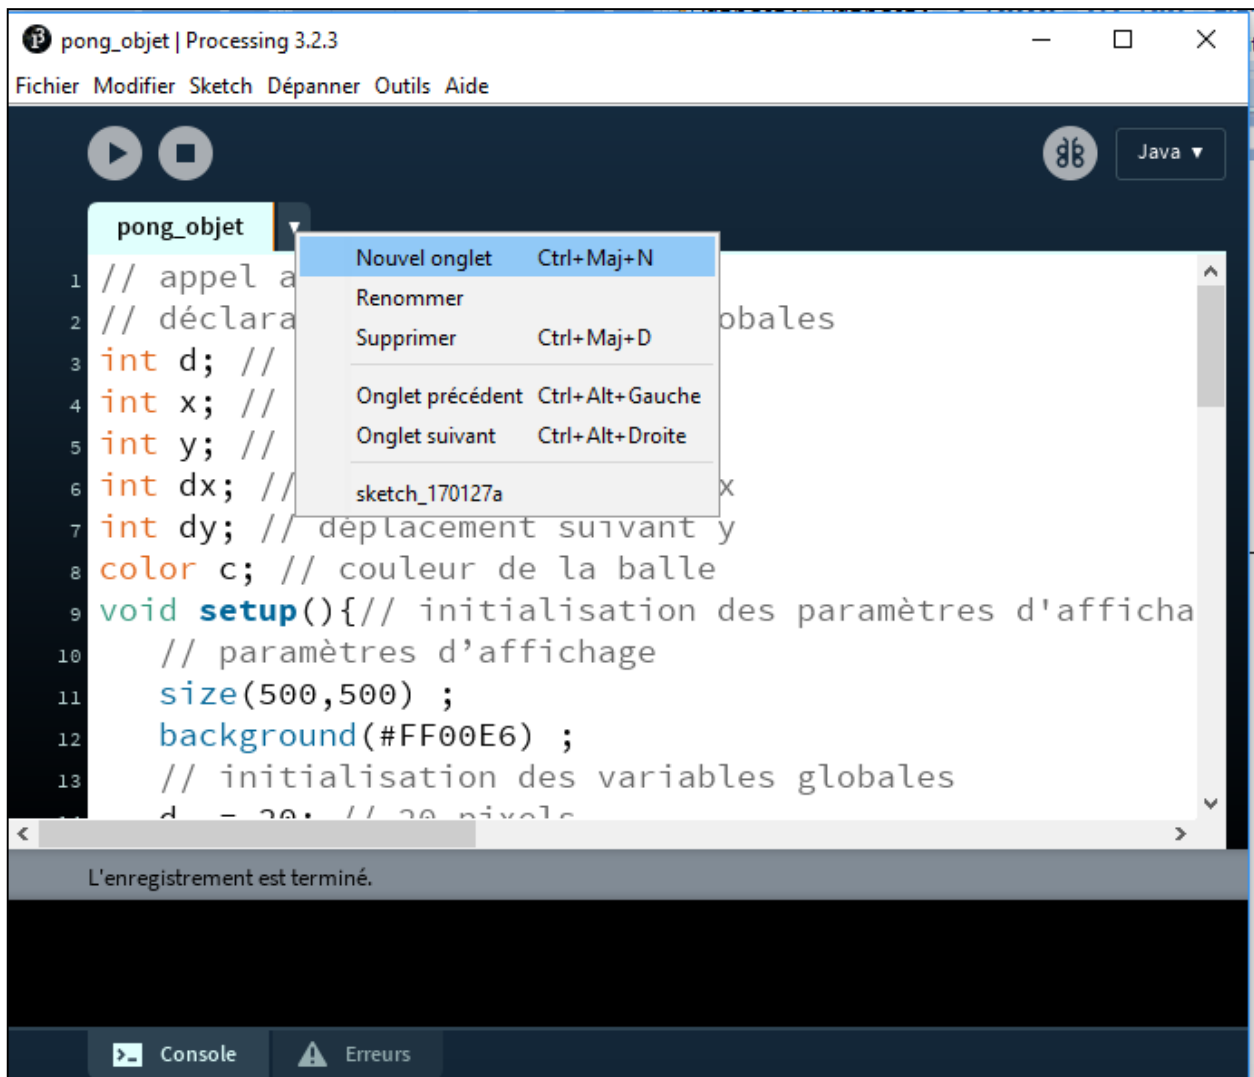 pong_objet | Processing 3.2.3
Fichier Modifier Sketch Dépanner Outils Aide
Java ▼
pong_objet ▼
Nouvel onglet Ctrl+Maj+N
Renommer
Supprimer Ctrl+Maj+D
Onglet précédent Ctrl+Alt+Gauche
Onglet suivant Ctrl+Alt+Droite
sketch_170127a
1 // appel a
2 // déclara obales
3 int d; //
4 int x; //
5 int y; //
6 int dx; // x
7 int dy; // déplacement suivant y
8 color c; // couleur de la balle
9 void setup(){// initialisation des paramètres d'afficha
10 // paramètres d’affichage
11 size(500,500) ;
12 background(#FF00E6) ;
13 // initialisation des variables globales
d = 20; // 20 pixels
L'enregistrement est terminé.
Console Erreurs